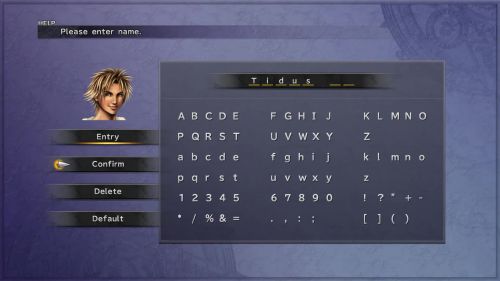 HELP
Please enter name.
Tidus
A B C D E F G H I J K L M N O
P Q R S T U V W X Y Z
a b c d e f g h i j k l m n o
p q r s t u v w x y z
1 2 3 4 5 6 7 8 9 0 ! ? " + -
* / % & = . , : ; [ ] ( )
Entry
Confirm
Delete
Default